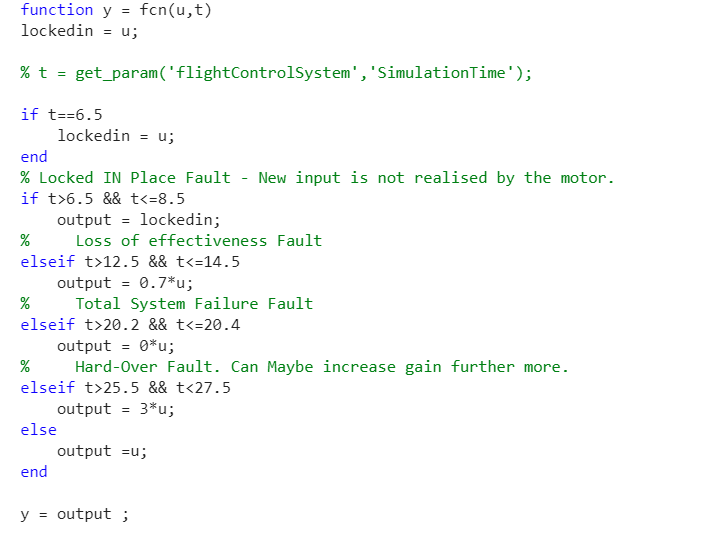 function y = fcn(u,t)
lockedin = u;
% t = get_param('flightControlSystem','SimulationTime');
if t==6.5
    lockedin = u;
end
% Locked IN Place Fault - New input is not realised by the motor.
if t>6.5 && t<=8.5
    output = lockedin;
%     Loss of effectiveness Fault
elseif t>12.5 && t<=14.5
    output = 0.7*u;
%     Total System Failure Fault
elseif t>20.2 && t<=20.4
    output = 0*u;
%     Hard-Over Fault. Can Maybe increase gain further more.
elseif t>25.5 && t<27.5
    output = 3*u;
else
    output =u;
end
y = output ;